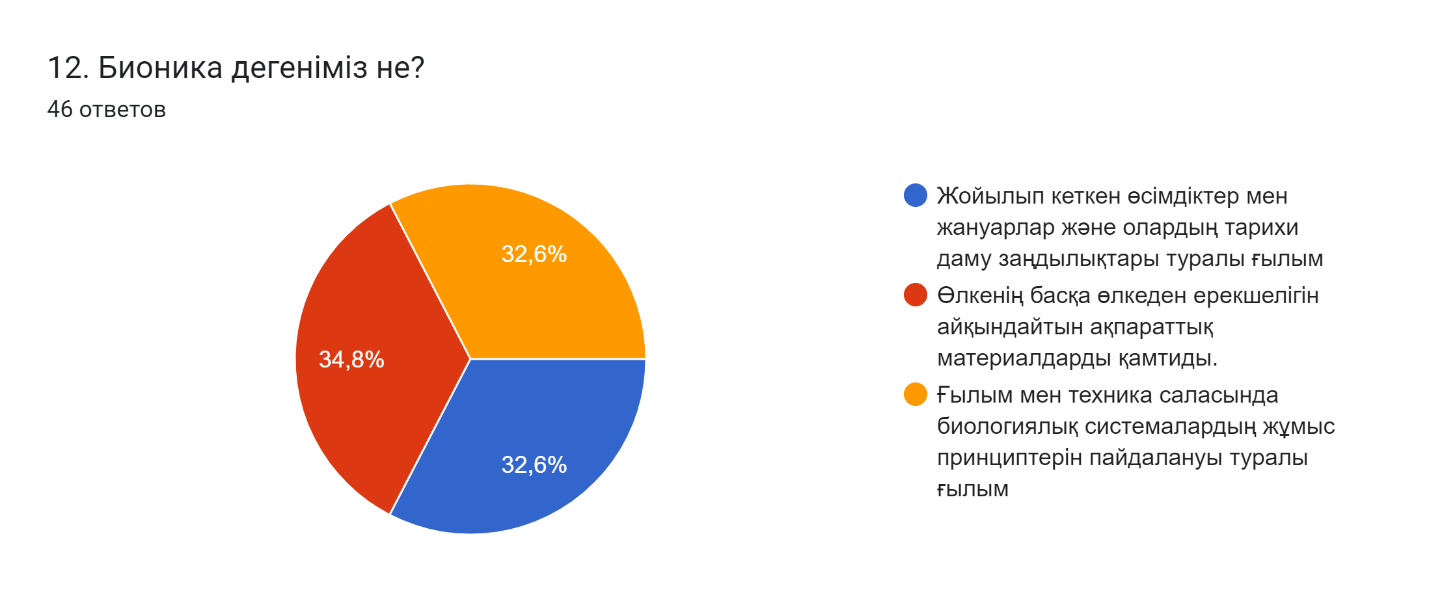 12. Бионика дегеніміз не?
46 ответов
32,6%
34,8%
32,6%
Жойылып кеткен өсімдіктер мен
жануарлар және олардың тарихи
даму заңдылықтары туралы ғылым
Өлкенің басқа өлкеден ерекшелігін
айқындайтын ақпараттық
материалдарды қамтиды.
Ғылым мен техника саласында
биологиялық системалардың жұмыс
принциптерін пайдалануы туралы
ғылым